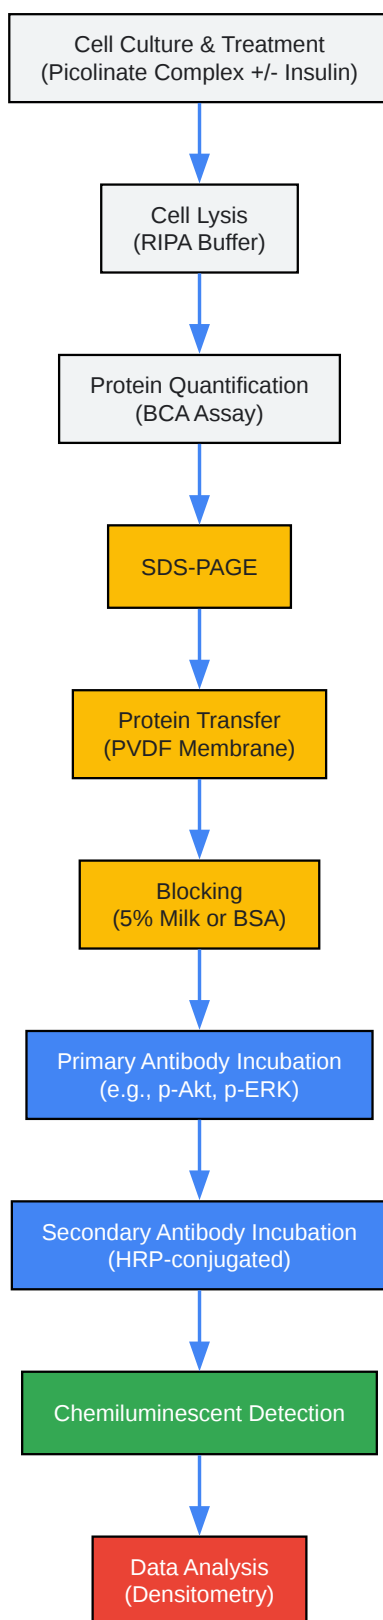 Cell Culture & Treatment
(Picolinate Complex +/- Insulin)
Cell Lysis
(RIPA Buffer)
Protein Quantification
(BCA Assay)
SDS-PAGE
Protein Transfer
(PVDF Membrane)
Blocking
(5% Milk or BSA)
Primary Antibody Incubation
(e.g., p-Akt, p-ERK)
Secondary Antibody Incubation
(HRP-conjugated)
Chemiluminescent Detection
Data Analysis
(Densitometry)